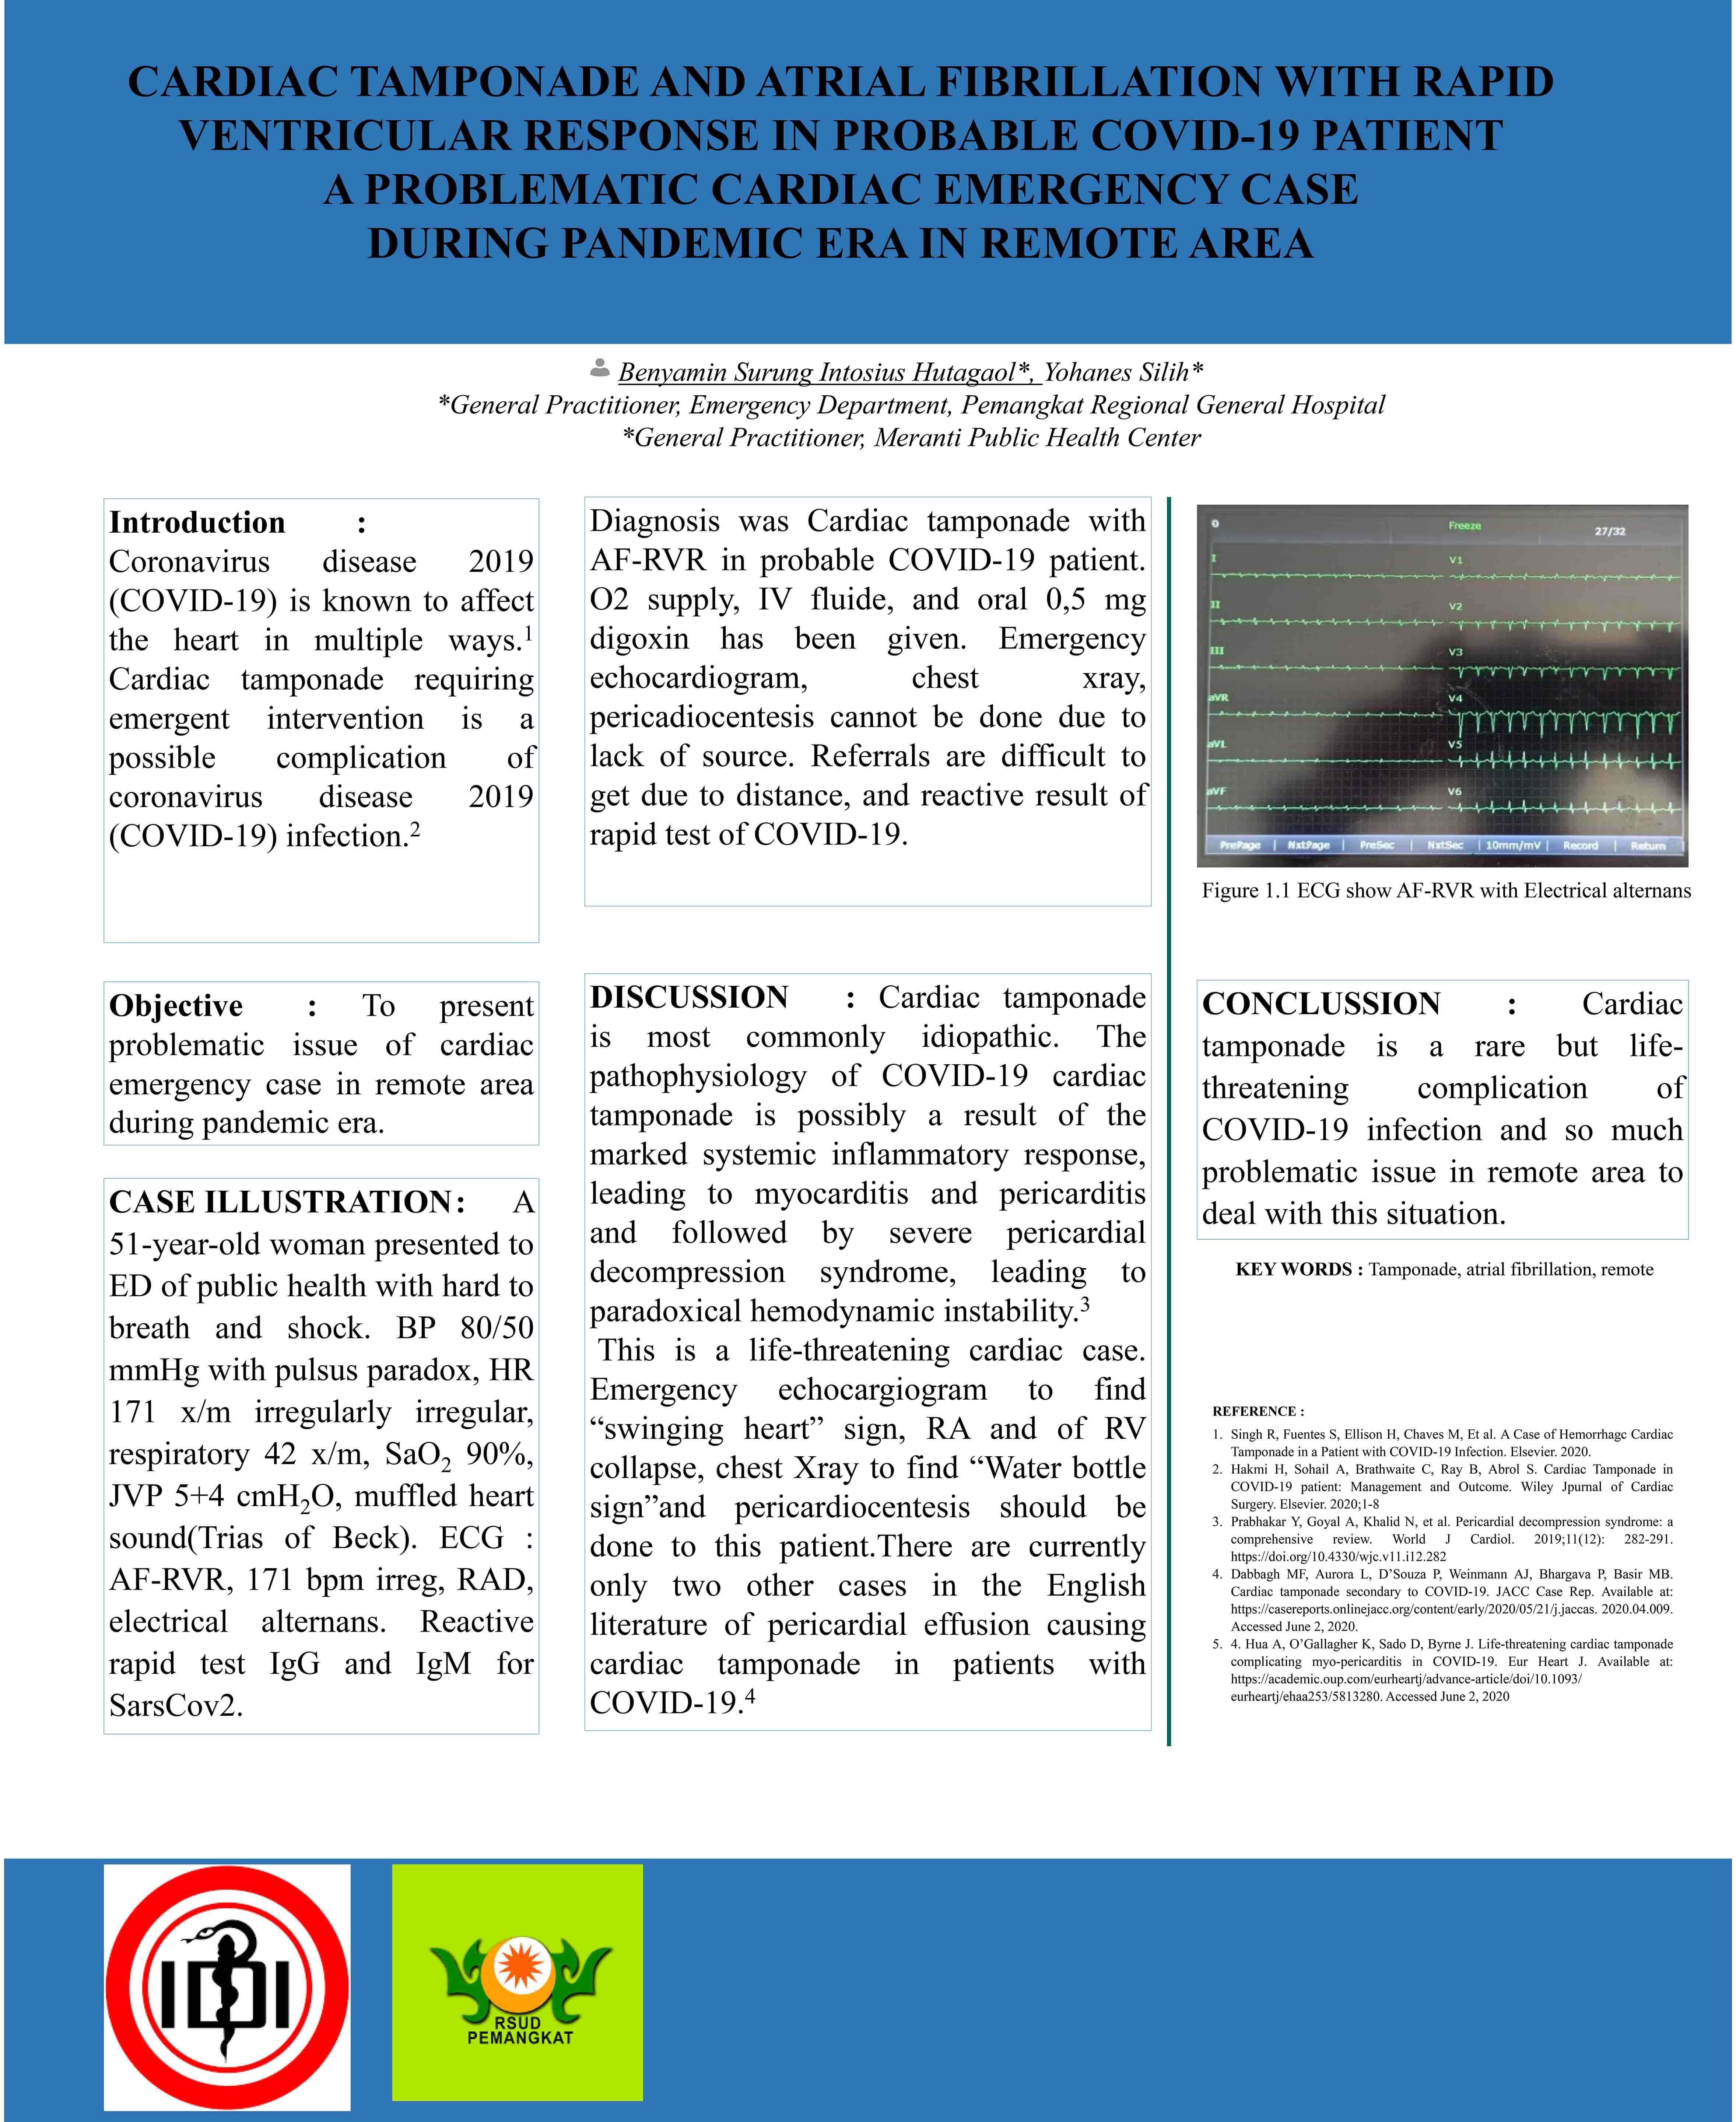 CARDIAC TAMPONADE AND ATRIAL FIBRILLATION WITH RAPID
VENTRICULAR RESPONSE IN PROBABLE COVID-19 PATIENT
A PROBLEMATIC CARDIAC EMERGENCY CASE
DURING PANDEMIC ERA IN REMOTE AREA
Benyamin Surung Intosius Hutagaol*, Yohanes Silih*
*General Practitioner, Emergency Department, Pemangkat Regional General Hospital
*General Practitioner, Meranti Public Health Center
Introduction :
Coronavirus disease 2019
(COVID-19) is known to affect
the heart in multiple ways.1
Cardiac tamponade requiring
emergent intervention is a
possible complication of
coronavirus disease 2019
(COVID-19) infection.2
Objective : To present
problematic issue of cardiac
emergency case in remote area
during pandemic era.
CASE ILLUSTRATION: A
51-year-old woman presented to
ED of public health with hard to
breath and shock. BP 80/50
mmHg with pulsus paradox, HR
171 x/m irregularly irregular,
respiratory 42 x/m, SaO2 90%,
JVP 5+4 cmH2O, muffled heart
sound(Trias of Beck). ECG :
AF-RVR, 171 bpm irreg, RAD,
electrical alternans. Reactive
rapid test IgG and IgM for
SarsCov2.
Diagnosis was Cardiac tamponade with
AF-RVR in probable COVID-19 patient.
O2 supply, IV fluide, and oral 0,5 mg
digoxin has been given. Emergency
echocardiogram, chest xray,
pericadiocentesis cannot be done due to
lack of source. Referrals are difficult to
get due to distance, and reactive result of
rapid test of COVID-19.
DISCUSSION : Cardiac tamponade
is most commonly idiopathic. The
pathophysiology of COVID-19 cardiac
tamponade is possibly a result of the
marked systemic inflammatory response,
leading to myocarditis and pericarditis
and followed by severe pericardial
decompression syndrome, leading to
paradoxical hemodynamic instability.3
This is a life-threatening cardiac case.
Emergency echocargiogram to find
“swinging heart” sign, RA and of RV
collapse, chest Xray to find “Water bottle
sign”and pericardiocentesis should be
done to this patient.There are currently
only two other cases in the English
literature of pericardial effusion causing
cardiac tamponade in patients with
COVID-19.4
0 Freeze 27/32
I V1
II V2
III V3
aVR V4
aVL V5
aVF V6
PrePage | NxtPage | PreSec | NxtSec | 10mm/mV | Record | Return
Figure 1.1 ECG show AF-RVR with Electrical alternans
CONCLUSSION : Cardiac
tamponade is a rare but life-
threatening complication of
COVID-19 infection and so much
problematic issue in remote area to
deal with this situation.
KEY WORDS : Tamponade, atrial fibrillation, remote
REFERENCE :
1. Singh R, Fuentes S, Ellison H, Chaves M, Et al. A Case of Hemorrhagc Cardiac
Tamponade in a Patient with COVID-19 Infection. Elsevier. 2020.
2. Hakmi H, Sohail A, Brathwaite C, Ray B, Abrol S. Cardiac Tamponade in
COVID-19 patient: Management and Outcome. Wiley Jpurnal of Cardiac
Surgery. Elsevier. 2020;1-8
3. Prabhakar Y, Goyal A, Khalid N, et al. Pericardial decompression syndrome: a
comprehensive review. World J Cardiol. 2019;11(12): 282-291.
https://doi.org/10.4330/wjc.v11.i12.282
4. Dabbagh MF, Aurora L, D’Souza P, Weinmann AJ, Bhargava P, Basir MB.
Cardiac tamponade secondary to COVID-19. JACC Case Rep. Available at:
https://casereports.onlinejacc.org/content/early/2020/05/21/j.jaccas. 2020.04.009.
Accessed June 2, 2020.
5. 4. Hua A, O’Gallagher K, Sado D, Byrne J. Life-threatening cardiac tamponade
complicating myo-pericarditis in COVID-19. Eur Heart J. Available at:
https://academic.oup.com/eurheartj/advance-article/doi/10.1093/
eurheartj/ehaa253/5813280. Accessed June 2, 2020
IDI
RSUD
PEMANGKAT